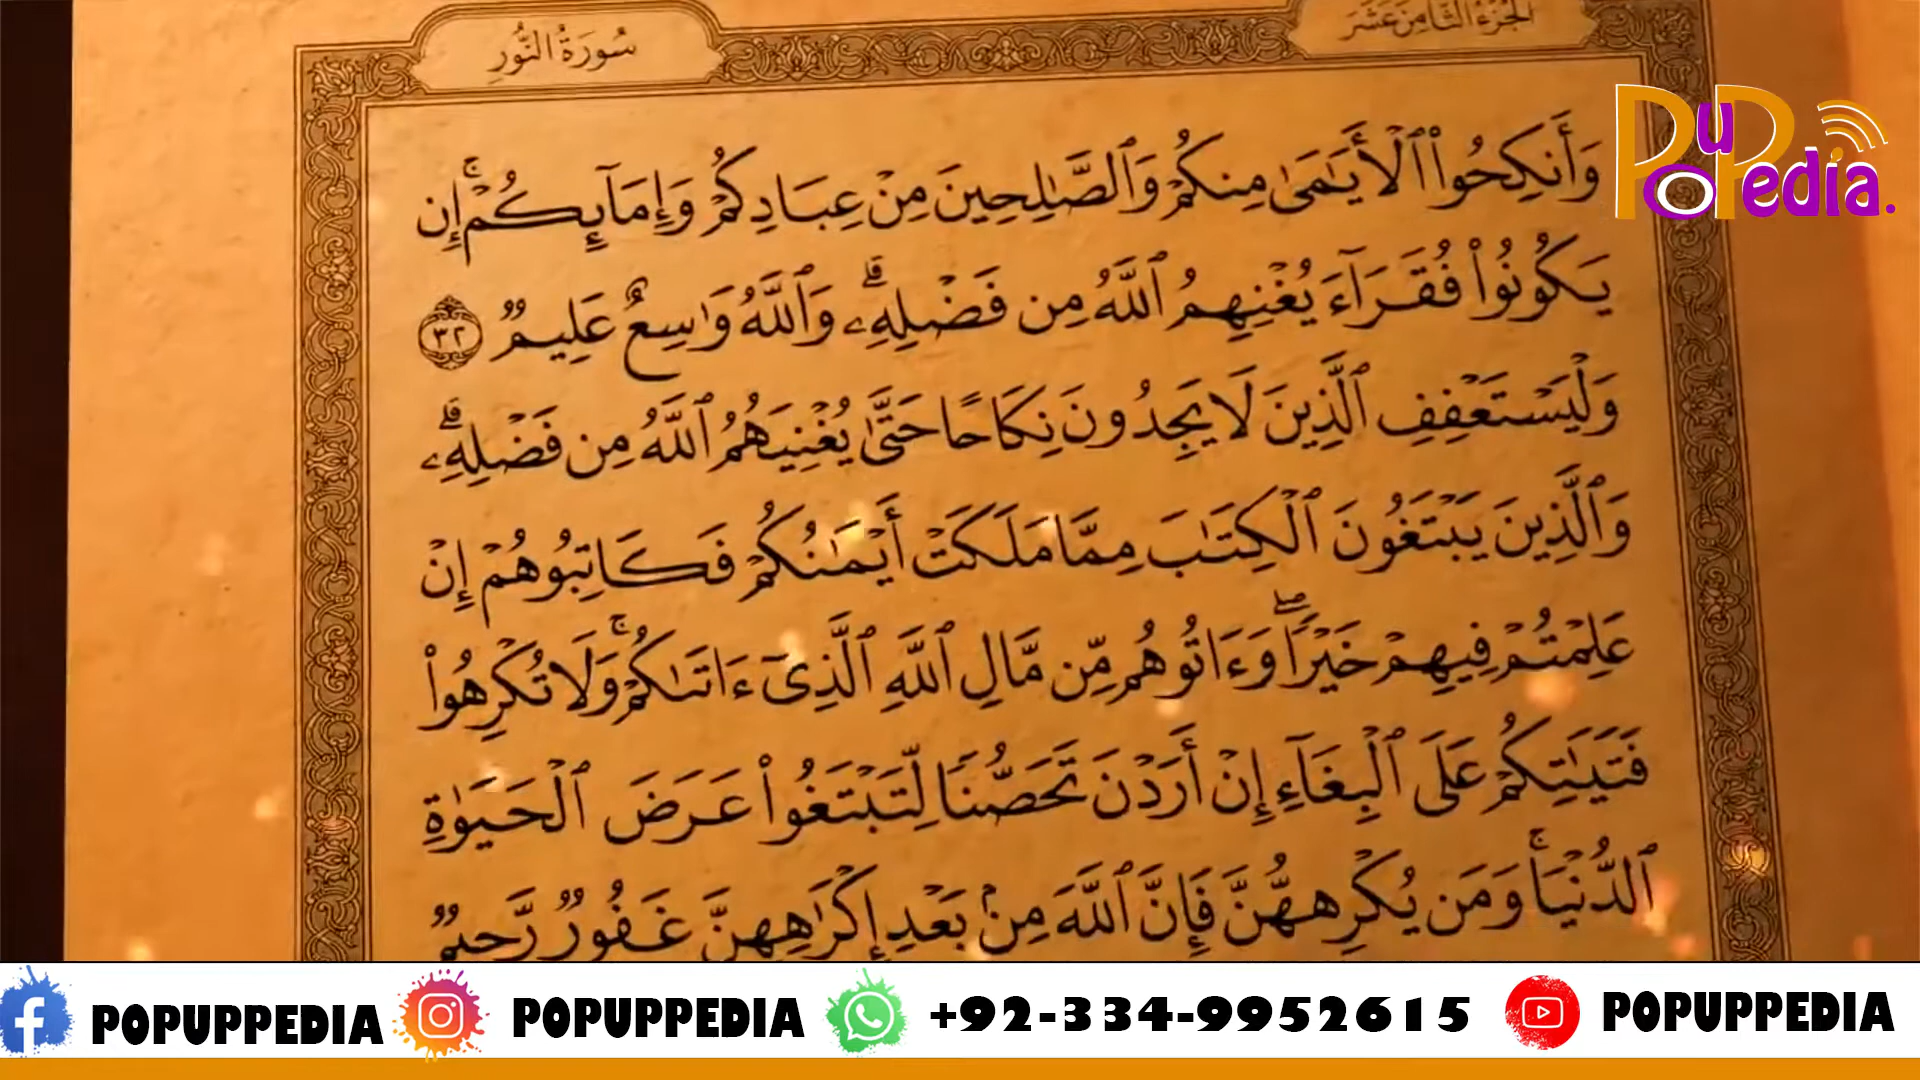 سُورَةُ النُّورِ
الجُزْءُ الثَّامِنَ عَشَرَ
PouPPedia.
وَأَنكِحُوا۟ ٱلْأَيَـٰمَىٰ مِنكُمْ وَٱلصَّـٰلِحِينَ مِنْ عِبَادِكُمْ وَإِمَآئِكُمْ ۚ إِن
يَكُونُوا۟ فُقَرَآءَ يُغْنِهِمُ ٱللَّهُ مِن فَضْلِهِۦ ۗ وَٱللَّهُ وَٰسِعٌ عَلِيمٌ ٣٢
وَلْيَسْتَعْفِفِ ٱلَّذِينَ لَا يَجِدُونَ نِكَاحًا حَتَّىٰ يُغْنِيَهُمُ ٱللَّهُ مِن فَضْلِهِۦ ۗ
وَٱلَّذِينَ يَبْتَغُونَ ٱلْكِتَـٰبَ مِمَّا مَلَكَتْ أَيْمَـٰنُكُمْ فَكَاتِبُوهُمْ إِنْ
عَلِمْتُمْ فِيهِمْ خَيْرًا ۖ وَءَاتُوهُم مِّن مَّالِ ٱللَّهِ ٱلَّذِىٓ ءَاتَىٰكُمْ ۚ وَلَا تُكْرِهُوا۟
فَتَيَـٰتِكُمْ عَلَى ٱلْبِغَآءِ إِنْ أَرَدْنَ تَحَصُّنًا لِّتَبْتَغُوا۟ عَرَضَ ٱلْحَيَوٰةِ
ٱلدُّنْيَا ۚ وَمَن يُكْرِههُّنَّ فَإِنَّ ٱللَّهَ مِنۢ بَعْدِ إِكْرَٰهِهِنَّ غَفُورٌ رَّحِيمٌ
POPUPPEDIA POPUPPEDIA +92-334-9952615 POPUPPEDIA